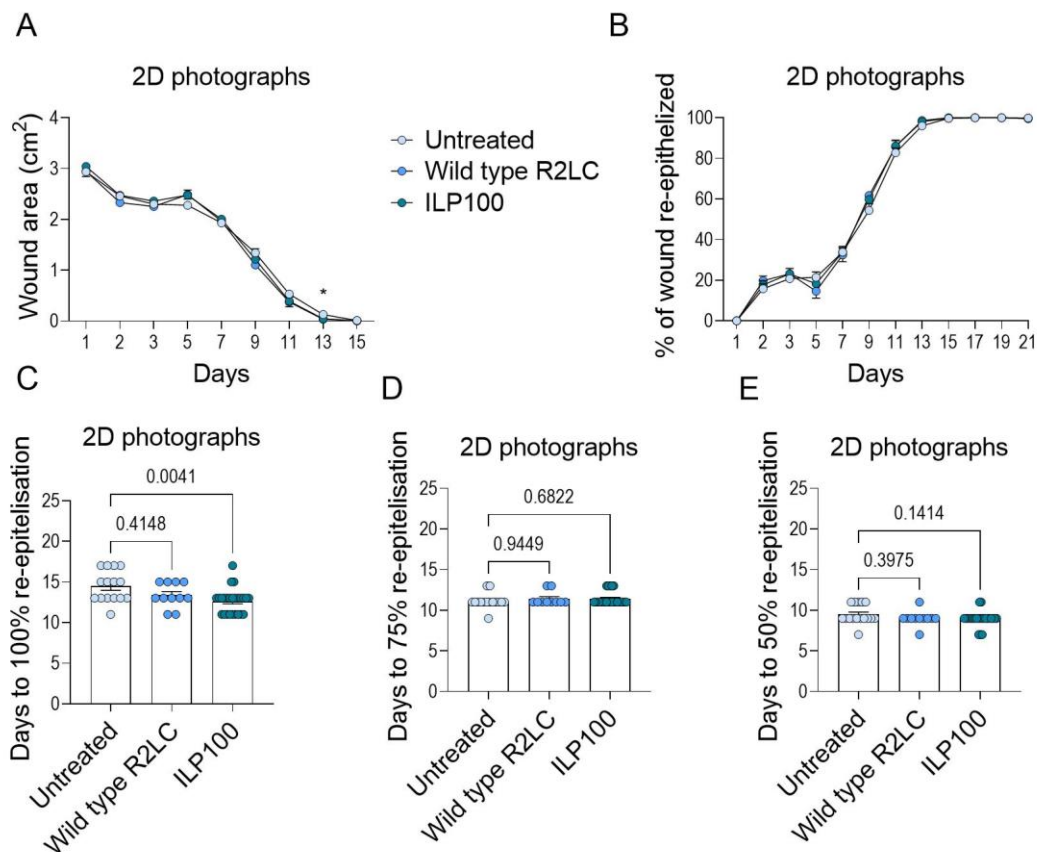 A
2D photographs
Wound area (cm²)
4
3
2
1
0
*
1 2 3 5 7 9 11 13 15
Days
Untreated
Wild type R2LC
ILP100
B
2D photographs
% of wound re-epithelized
100
80
60
40
20
0
1 2 3 5 7 9 11 13 15 17 19 21
Days
C
2D photographs
Days to 100% re-epitelisation
25
20
15
10
5
0
0.0041
0.4148
Untreated
Wild type R2LC
ILP100
D
2D photographs
Days to 75% re-epitelisation
25
20
15
10
5
0
0.6822
0.9449
Untreated
Wild type R2LC
ILP100
E
2D photographs
Days to 50% re-epitelisation
25
20
15
10
5
0
0.1414
0.3975
Untreated
Wild type R2LC
ILP100